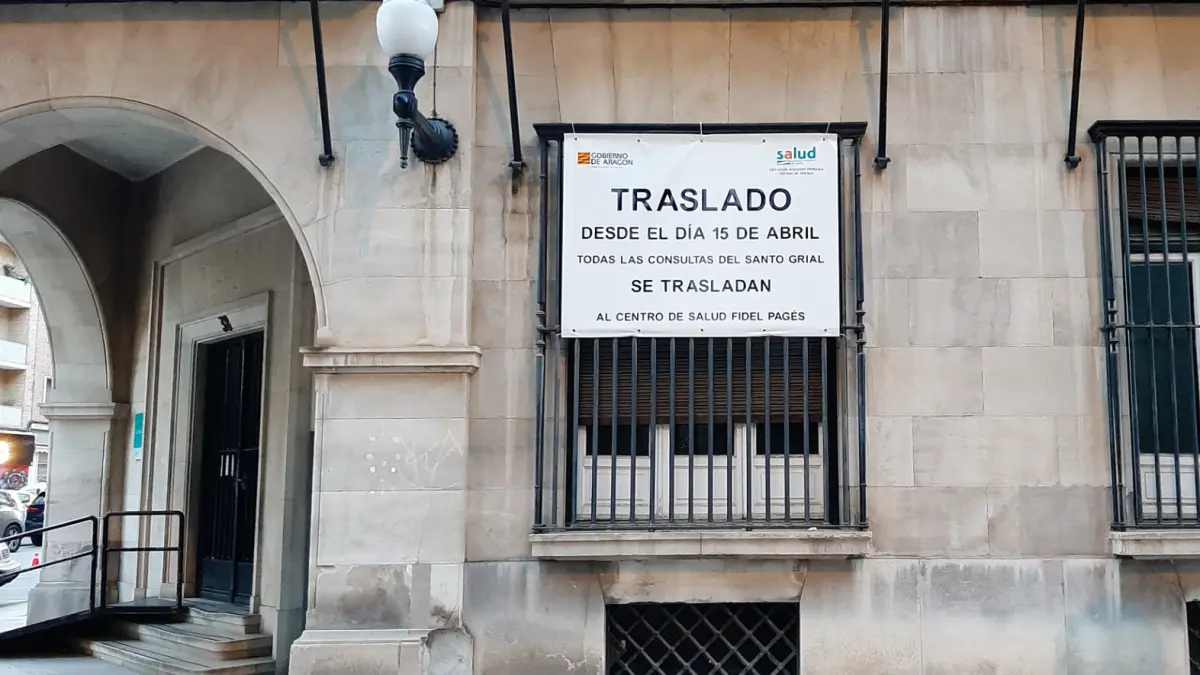 GOBIERNO
DE ARAGON
salud
TRASLADO
DESDE EL DÍA 15 DE ABRIL
TODAS LAS CONSULTAS DEL SANTO GRIAL
SE TRASLADAN
AL CENTRO DE SALUD FIDEL PAGÉS